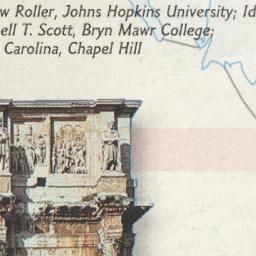 w Roller, Johns Hopkins University; Id
ell T. Scott, Bryn Mawr College;
Carolina, Chapel Hill